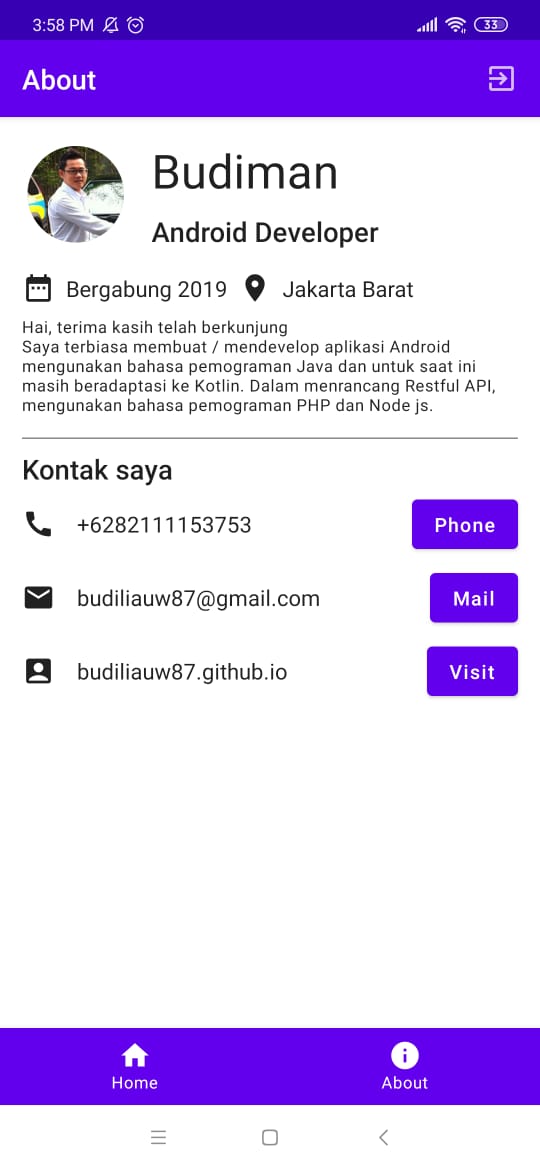 3:58 PM
33
About
Budiman
Android Developer
Bergabung 2019 Jakarta Barat
Hai, terima kasih telah berkunjung
Saya terbiasa membuat / mendevelop aplikasi Android
mengunakan bahasa pemograman Java dan untuk saat ini
masih beradaptasi ke Kotlin. Dalam menrancang Restful API,
mengunakan bahasa pemograman PHP dan Node js.
Kontak saya
+6282111153753 Phone
budiliauw87@gmail.com Mail
budiliauw87.github.io Visit
Home About